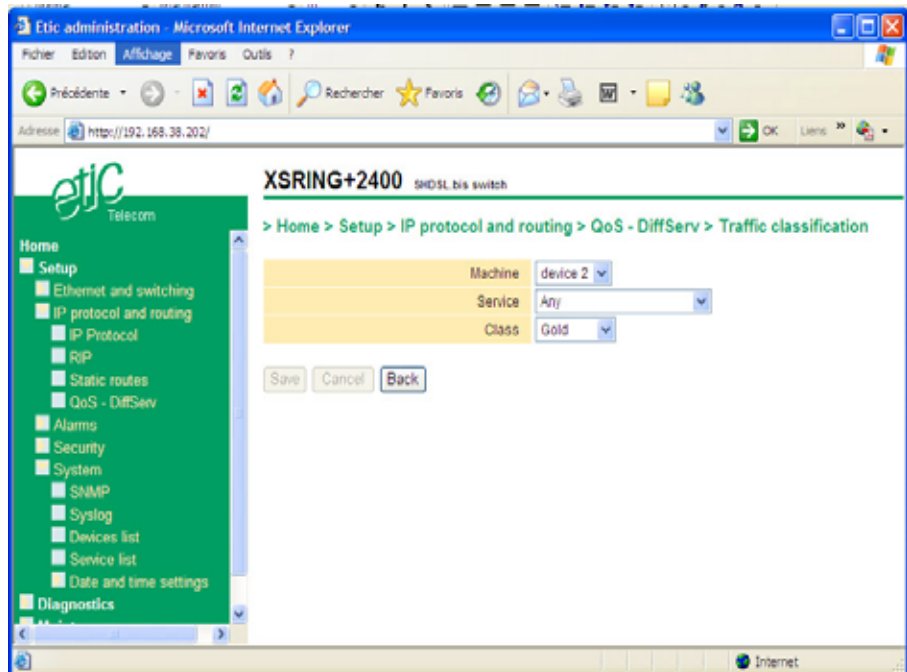 Etic administration - Microsoft Internet Explorer
Fichier Edition Affichage Favoris Outils ?
Précédente Rechercher Favoris
Adresse http://192.168.38.202/ OK Liens »
etic Telecom
XSRING+2400 SHDSL.bis switch
> Home > Setup > IP protocol and routing > QoS - DiffServ > Traffic classification
Home
Setup
Ethernet and switching
IP protocol and routing
IP Protocol
RIP
Static routes
QoS - DiffServ
Alarms
Security
System
SNMP
Syslog
Devices list
Service list
Date and time settings
Diagnostics
Machine device 2
Service Any
Class Gold
Save Cancel Back
Internet